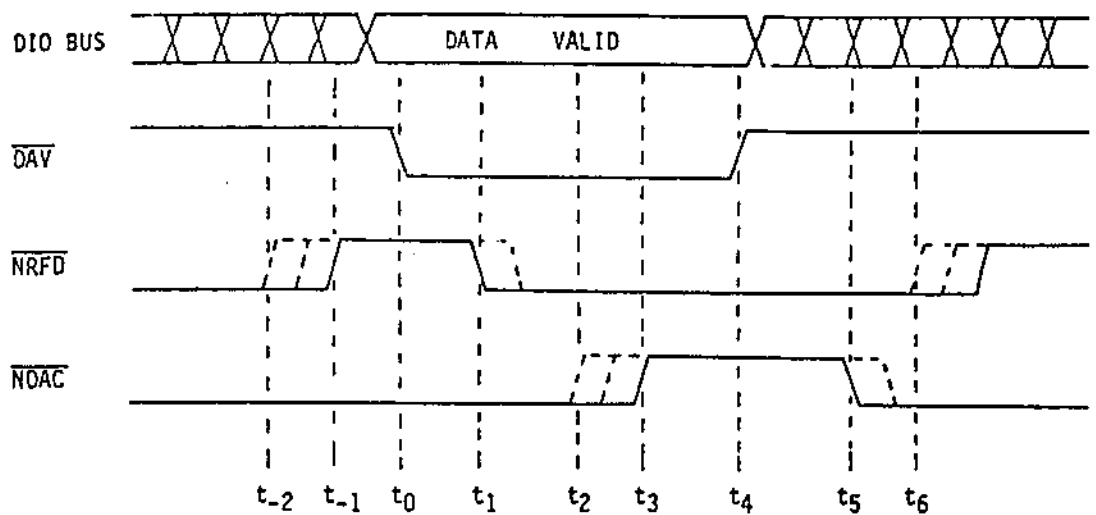 DIO BUS DATA VALID
DAV
NRFD
NDAC
t-2 t-1 t0 t1 t2 t3 t4 t5 t6